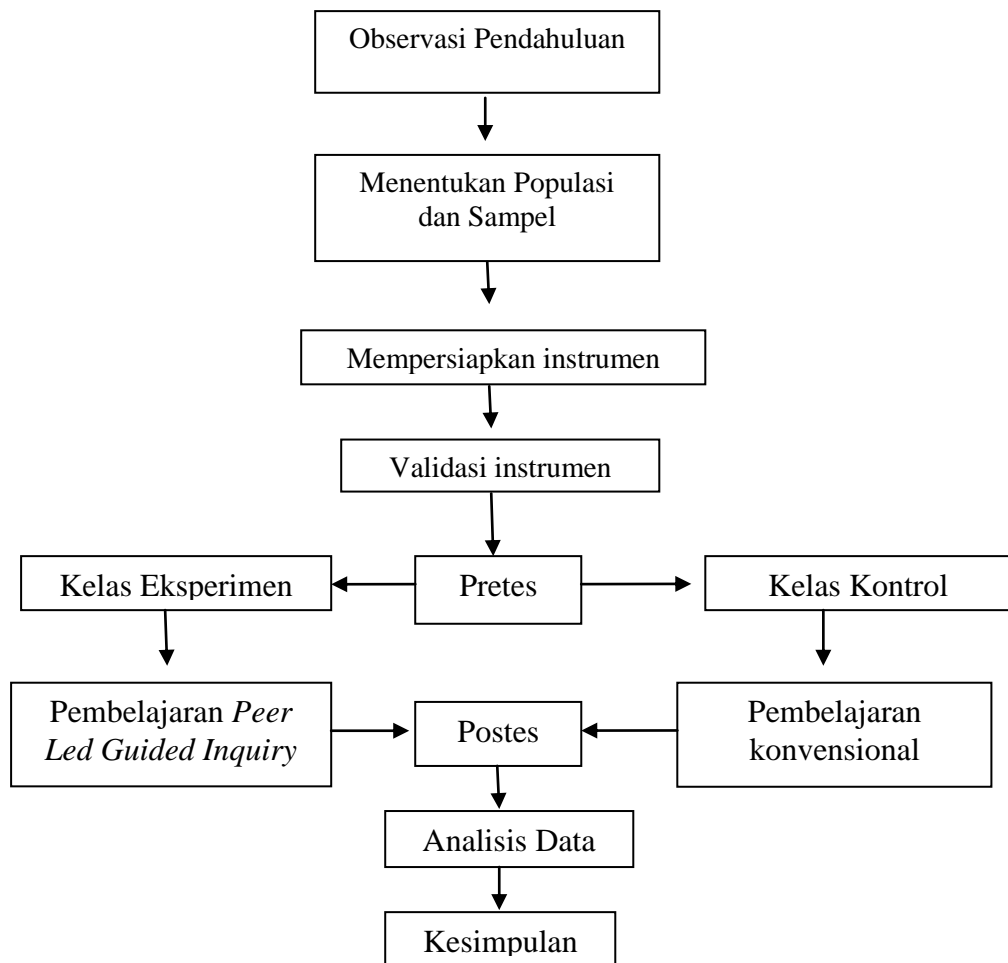 Observasi Pendahuluan
Menentukan Populasi
dan Sampel
Mempersiapkan instrumen
Validasi instrumen
Kelas Eksperimen
Pretes
Kelas Kontrol
Pembelajaran Peer
Led Guided Inquiry
Postes
Pembelajaran
konvensional
Analisis Data
Kesimpulan